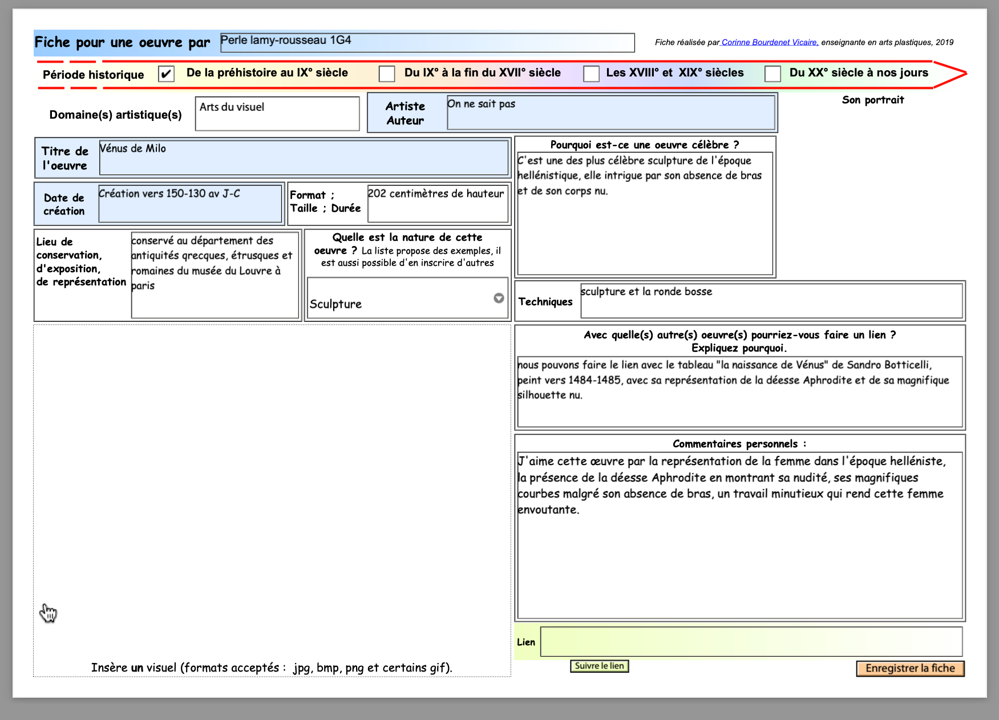 Fiche pour une oeuvre par Perle lamy-rousseau 1G4
Fiche réalisée par Corinne Bourdenet Vicaire, enseignante en arts plastiques, 2019
Période historique ✔ De la préhistoire au IX° siècle Du IX° à la fin du XVII° siècle Les XVIII° et XIX° siècles Du XX° siècle à nos jours
Domaine(s) artistique(s) Arts du visuel
Artiste
Auteur
On ne sait pas
Son portrait
Titre de
l'oeuvre
Vénus de Milo
Date de
création
Création vers 150-130 av J-C
Format ;
Taille ; Durée
202 centimètres de hauteur
Pourquoi est-ce une oeuvre célèbre ?
C'est une des plus célèbre sculpture de l'époque
hellénistique, elle intrigue par son absence de bras
et de son corps nu.
Lieu de
conservation,
d'exposition,
de représentation
conservé au département des
antiquités grecques, étrusques et
romaines du musée du Louvre à
paris
Quelle est la nature de cette
oeuvre ? La liste propose des exemples, il
est aussi possible d'en inscrire d'autres
Sculpture
Techniques
sculpture et la ronde bosse
Avec quelle(s) autre(s) oeuvre(s) pourriez-vous faire un lien ?
Expliquez pourquoi.
nous pouvons faire le lien avec le tableau "la naissance de Vénus" de Sandro Botticelli,
peint vers 1484-1485, avec sa représentation de la déesse Aphrodite et de sa magnifique
silhouette nu.
Commentaires personnels :
J'aime cette œuvre par la représentation de la femme dans l'époque helléniste,
la présence de la déesse Aphrodite en montrant sa nudité, ses magnifiques
courbes malgré son absence de bras, un travail minutieux qui rend cette femme
envoutante.
Lien
Insère un visuel (formats acceptés : jpg, bmp, png et certains gif).
Suivre le lien
Enregistrer la fiche